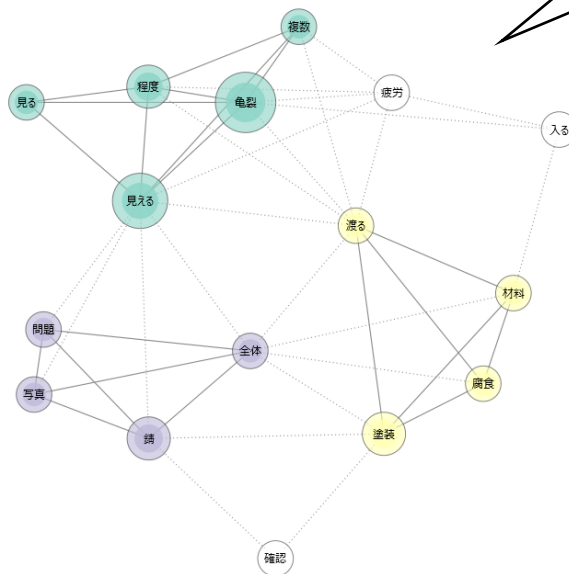 複数
程度
見る
亀裂
疲労
入る
見える
渡る
材料
問題
全体
写真
腐食
錆
塗装
確認